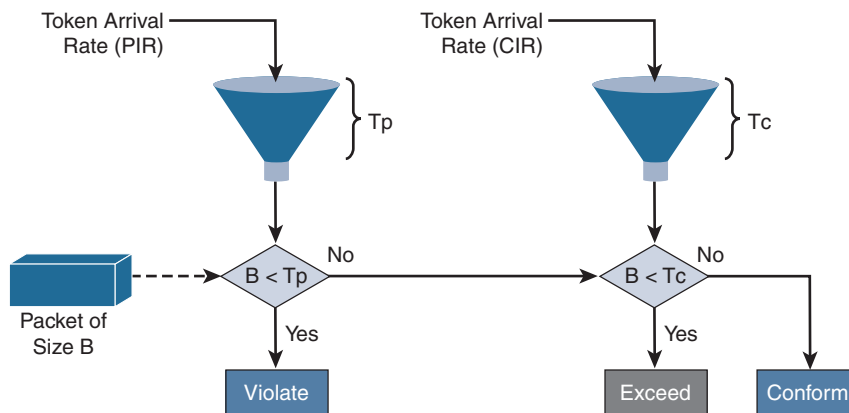 Token Arrival
Rate (PIR)
Token Arrival
Rate (CIR)
Tp
Tc
No
No
B < Tp
B < Tc
Packet of
Size B
Yes
Yes
Violate
Exceed
Conform